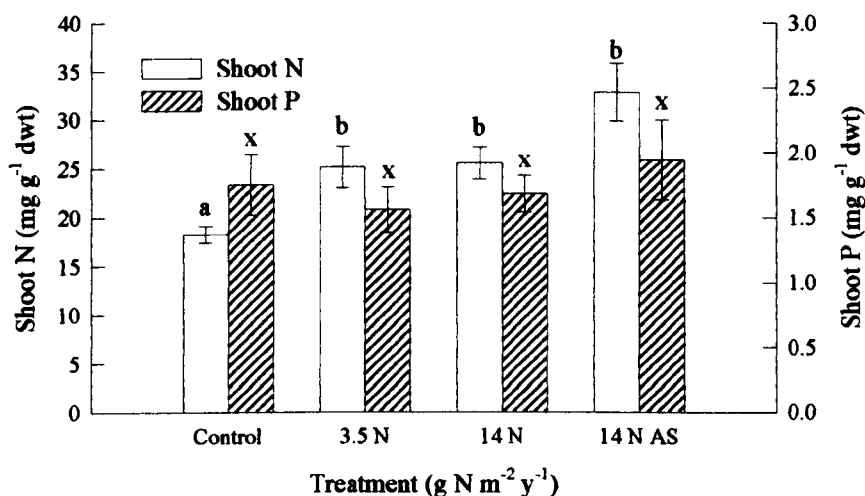 40
35
30
25
20
15
10
5
0
Shoot N (mg g⁻¹ dwt)
Shoot N
Shoot P
a
x
b
x
b
x
b
x
3.0
2.5
2.0
1.5
1.0
0.5
0.0
Shoot P (mg g⁻¹ dwt)
Control 3.5 N 14 N 14 N AS
Treatment (g N m⁻² y⁻¹)